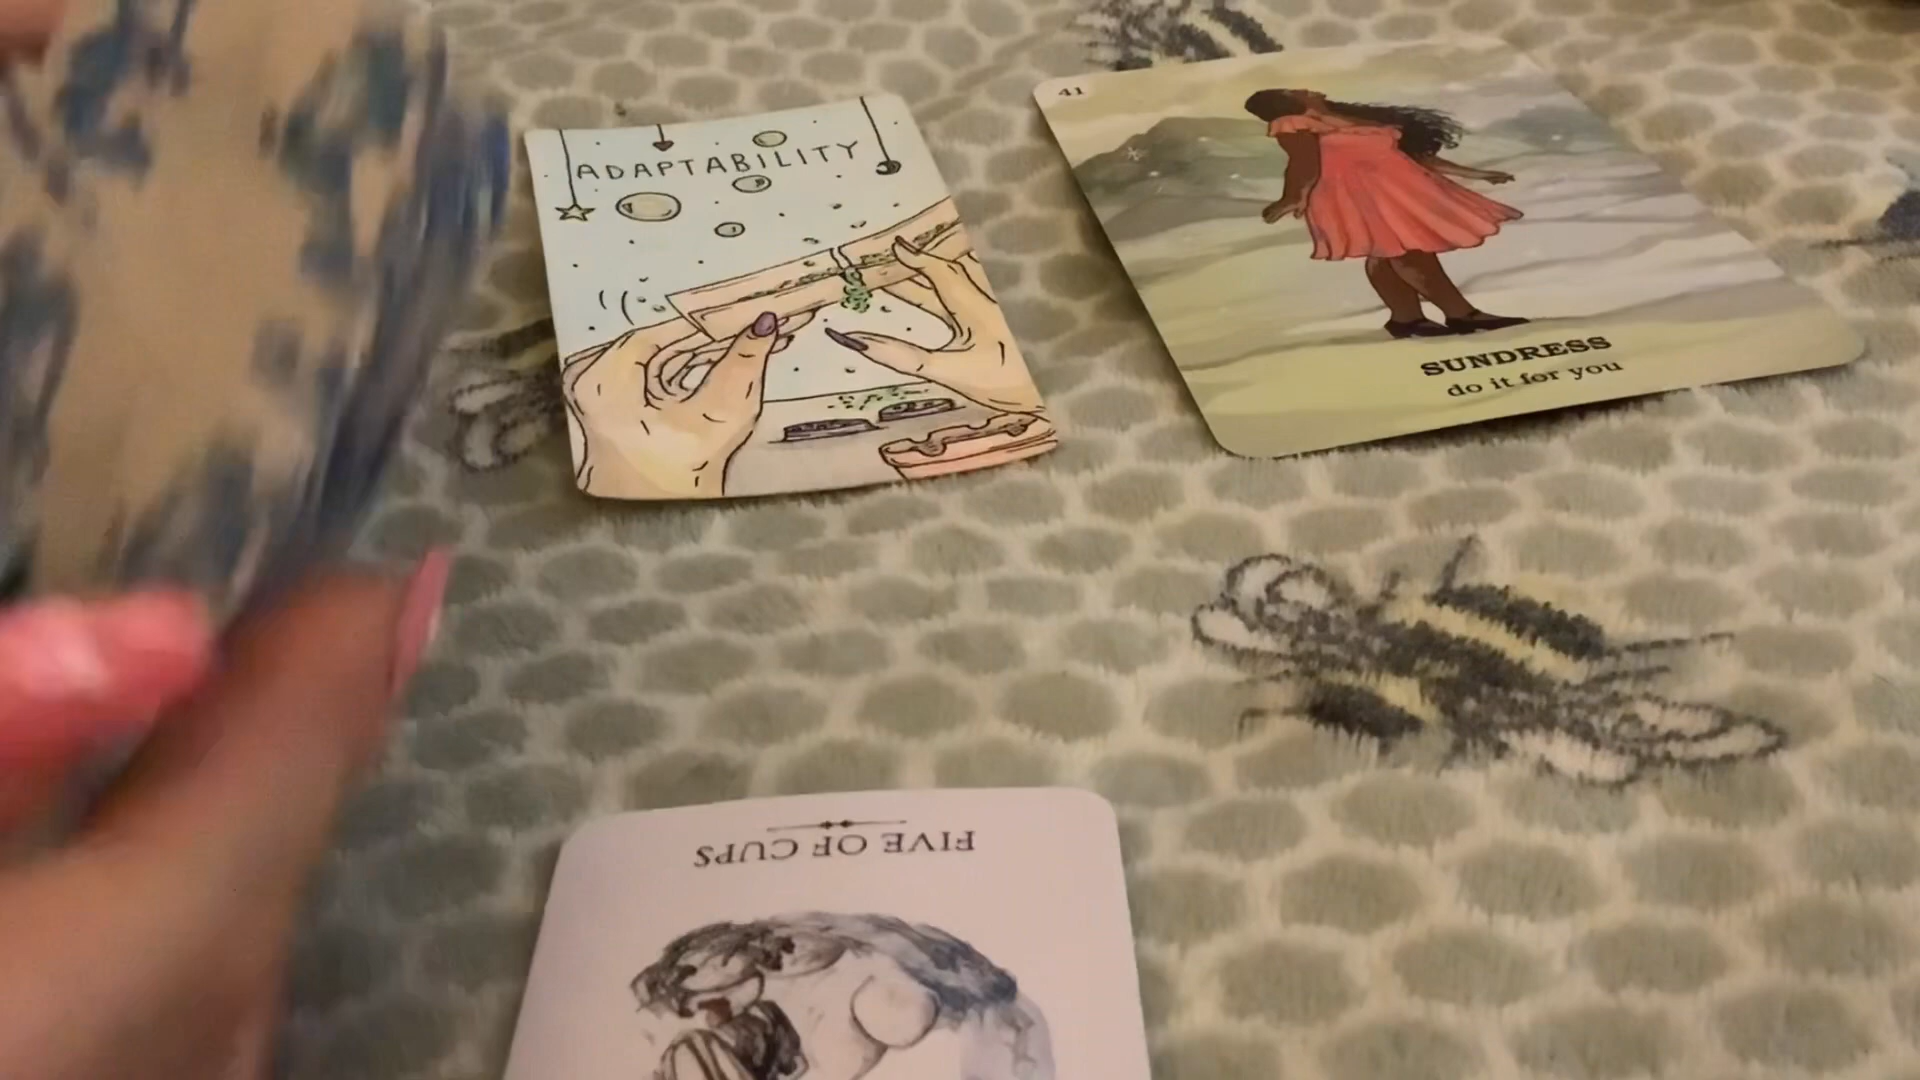 ADAPTABILITY
41
SUNDRESS
do it for you
FIVE OF CUPS